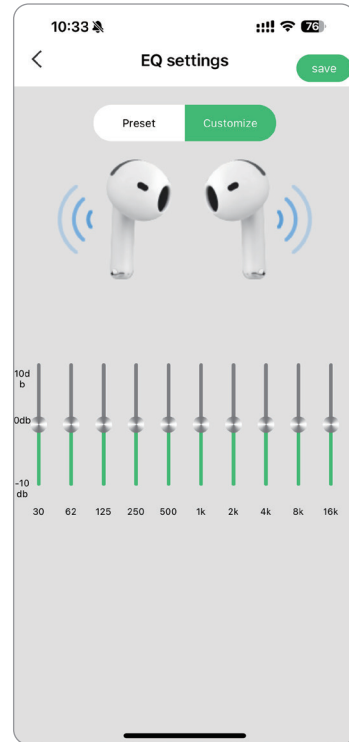 10:33
76
EQ settings
save
Preset Customize
10d
b
0db
-10
db
30 62 125 250 500 1k 2k 4k 8k 16k